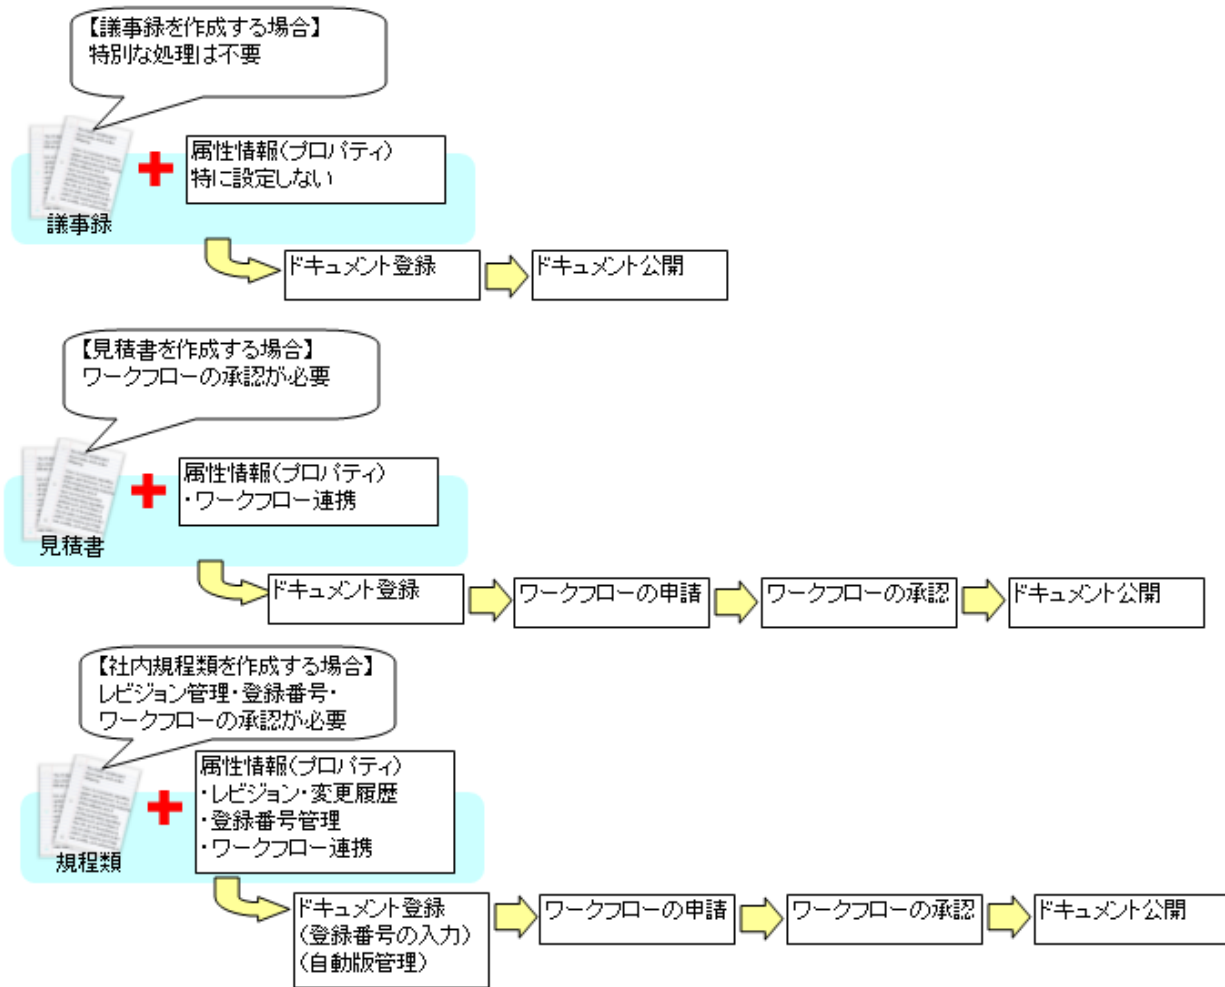 【議事録を作成する場合】
特別な処理は不要
属性情報(プロパティ)
特に設定しない
議事録
ドキュメント登録
ドキュメント公開
【見積書を作成する場合】
ワークフローの承認が必要
属性情報(プロパティ)
・ワークフロー連携
見積書
ドキュメント登録
ワークフローの申請
ワークフローの承認
ドキュメント公開
【社内規程類を作成する場合】
レビジョン管理・登録番号・
ワークフローの承認が必要
属性情報(プロパティ)
・レビジョン・変更履歴
・登録番号管理
・ワークフロー連携
規程類
ドキュメント登録
(登録番号の入力)
(自動版管理)
ワークフローの申請
ワークフローの承認
ドキュメント公開